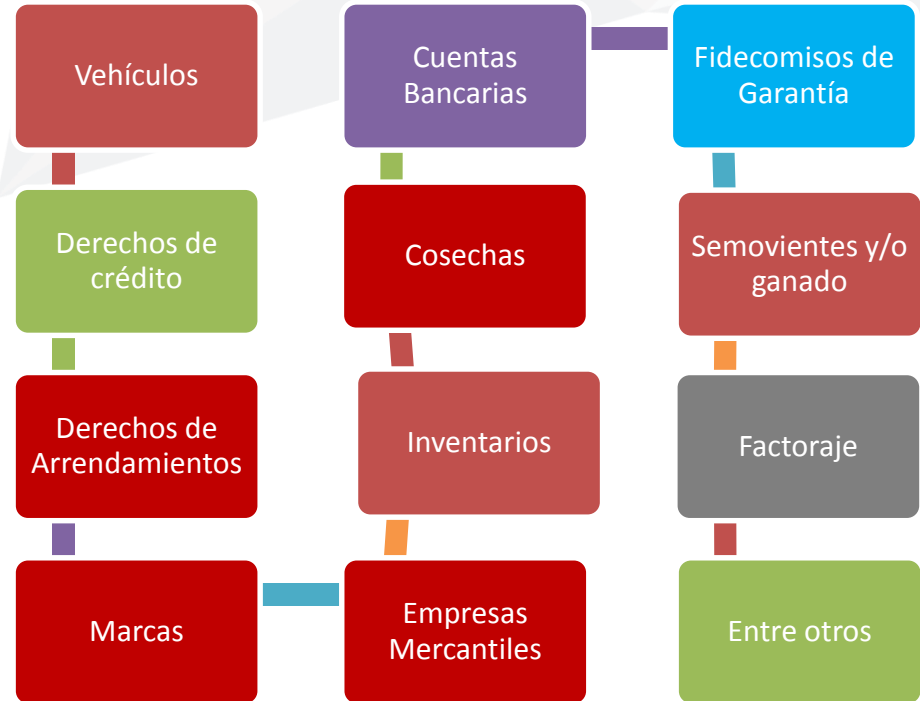 Vehículos
Derechos de
crédito
Derechos de
Arrendamientos
Marcas
Empresas
Mercantiles
Inventarios
Cosechas
Cuentas
Bancarias
Fidecomisos de
Garantía
Semovientes y/o
ganado
Factoraje
Entre otros